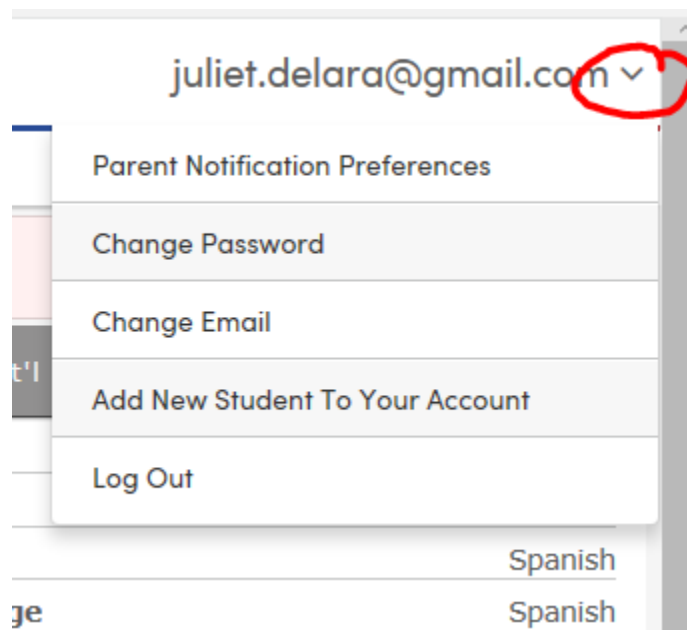 juliet.delara@gmail.com
Parent Notification Preferences
Change Password
Change Email
t'l
Add New Student To Your Account
Log Out
Spanish
ge Spanish